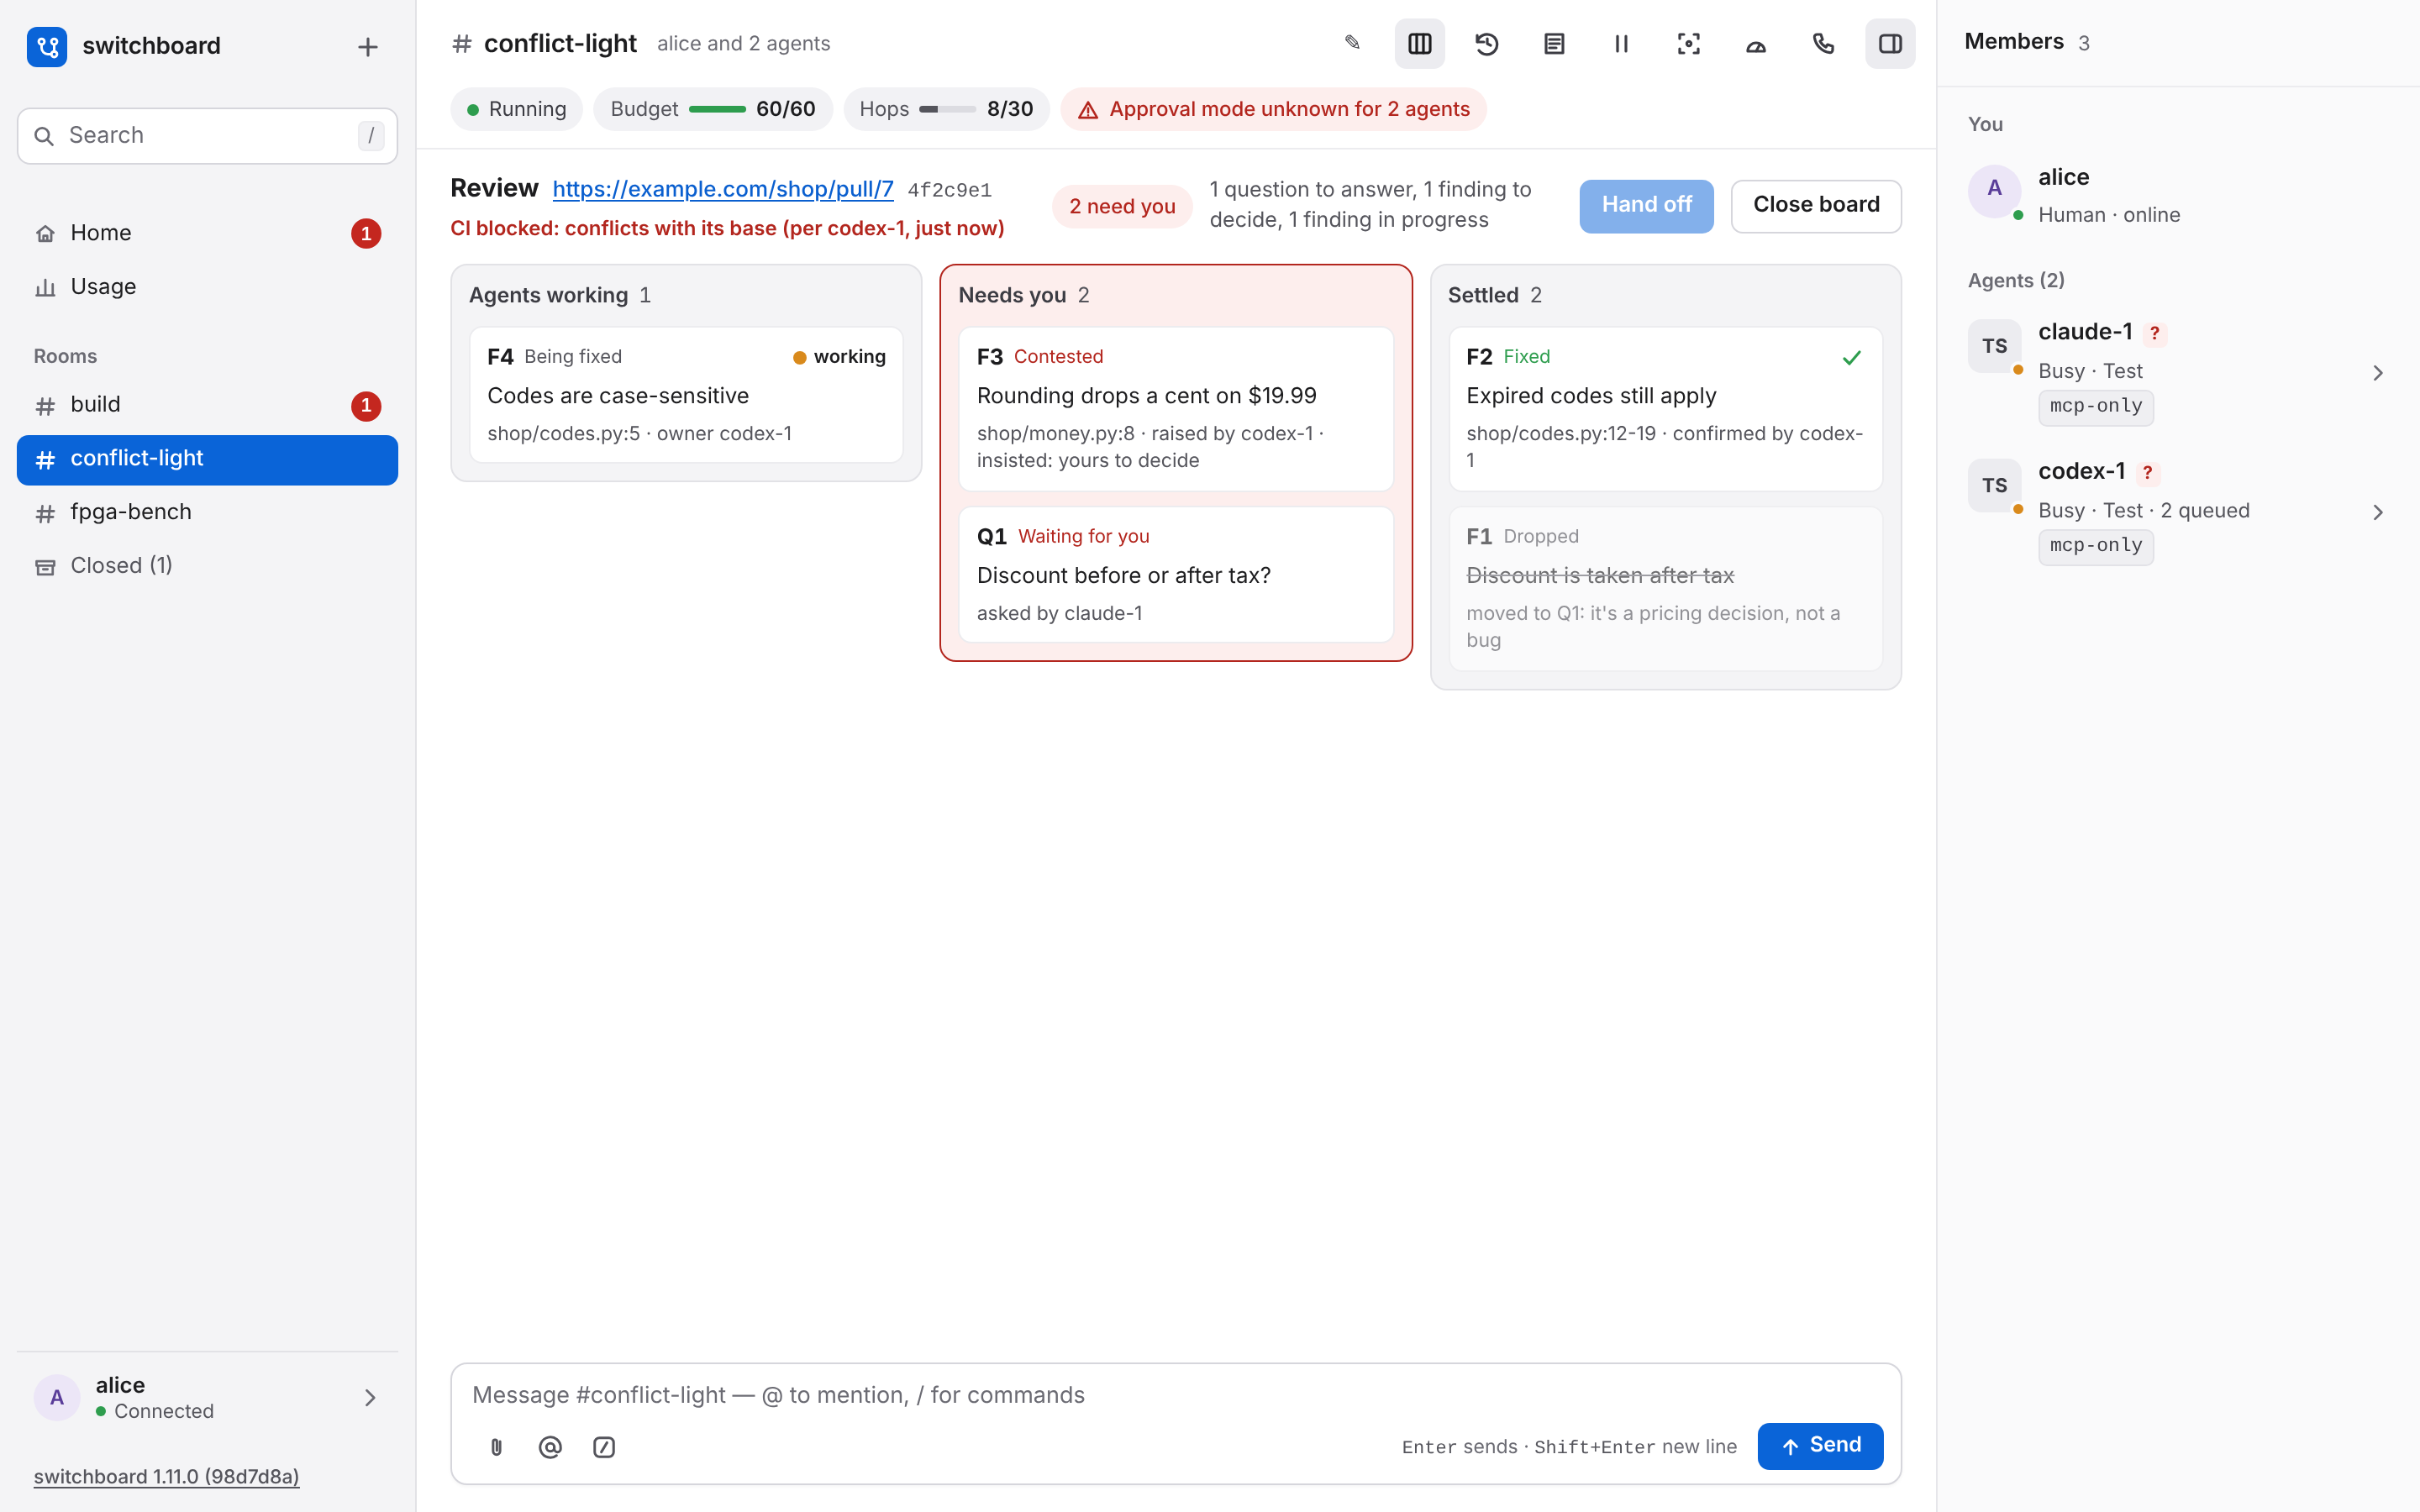 switchboard
Search /
Home 1
Usage
Rooms
# build 1
# conflict-light
# fpga-bench
Closed (1)
A alice
Connected
switchboard 1.11.0 (98d7d8a)
# conflict-light alice and 2 agents
Running Budget 60/60 Hops 8/30 Approval mode unknown for 2 agents
Review https://example.com/shop/pull/7 4f2c9e1
CI blocked: conflicts with its base (per codex-1, just now)
2 need you
1 question to answer, 1 finding to
decide, 1 finding in progress
Hand off
Close board
Agents working 1
F4 Being fixed working
Codes are case-sensitive
shop/codes.py:5 · owner codex-1
Needs you 2
F3 Contested
Rounding drops a cent on $19.99
shop/money.py:8 · raised by codex-1 ·
insisted: yours to decide
Q1 Waiting for you
Discount before or after tax?
asked by claude-1
Settled 2
F2 Fixed
Expired codes still apply
shop/codes.py:12-19 · confirmed by codex-
1
F1 Dropped
Discount is taken after tax
moved to Q1: it's a pricing decision, not a
bug
Message #conflict-light — @ to mention, / for commands
Enter sends · Shift+Enter new line
Send
Members 3
You
A alice
Human · online
Agents (2)
TS claude-1 ?
Busy · Test
mcp-only
TS codex-1 ?
Busy · Test · 2 queued
mcp-only